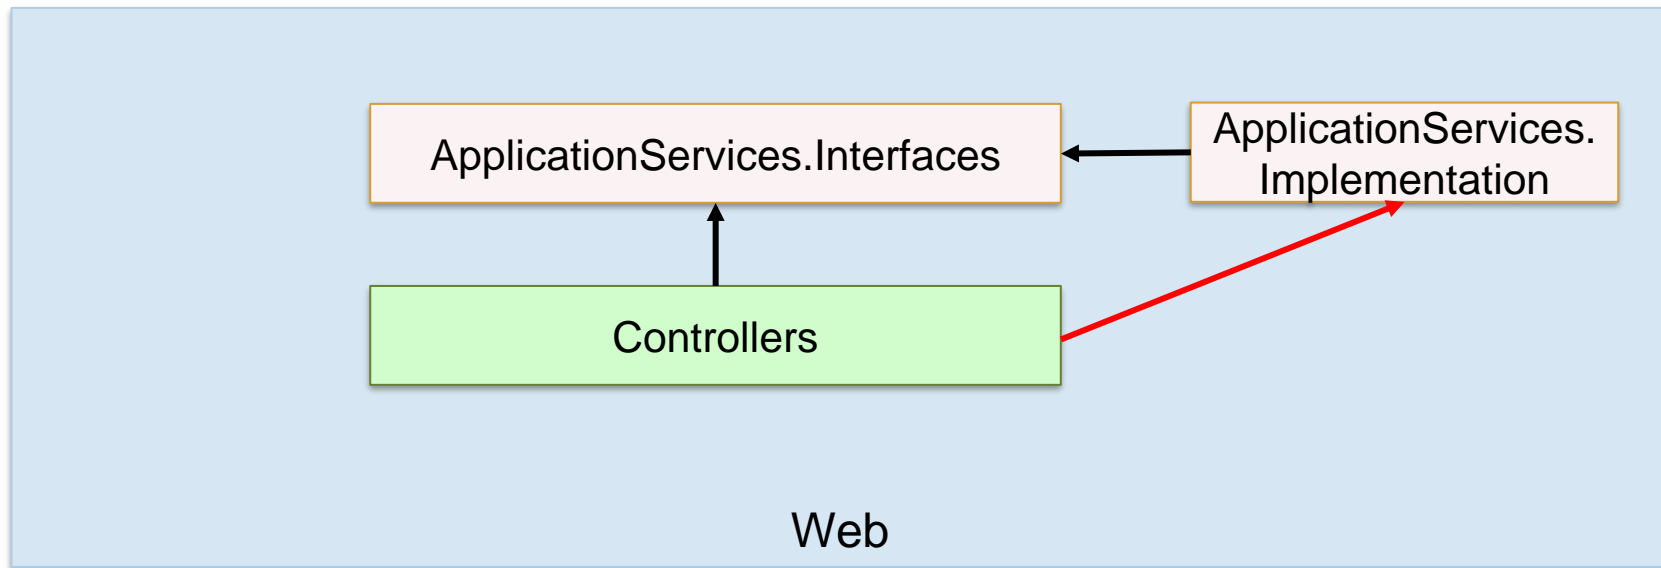 ApplicationServices.Interfaces
ApplicationServices.
Implementation
Controllers
Web